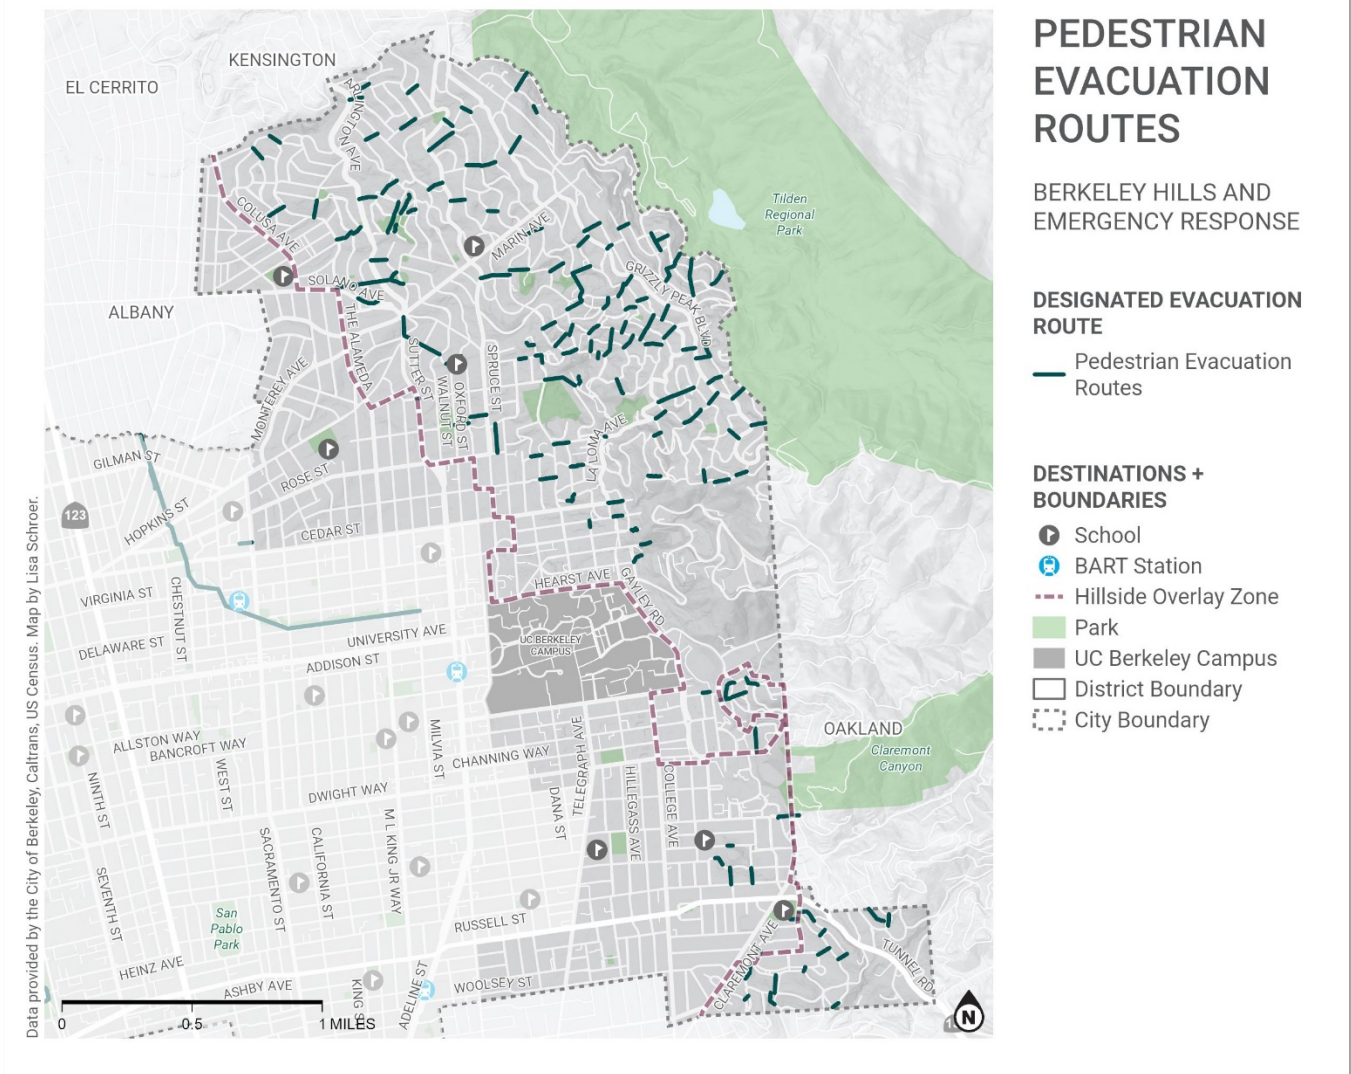 PEDESTRIAN
EVACUATION
ROUTES
BERKELEY HILLS AND
EMERGENCY RESPONSE
DESIGNATED EVACUATION
ROUTE
Pedestrian Evacuation
Routes
DESTINATIONS +
BOUNDARIES
School
BART Station
Hillside Overlay Zone
Park
UC Berkeley Campus
District Boundary
City Boundary
KENSINGTON
EL CERRITO
ARLINGTON AVE
Tilden
Regional
Park
COLUSA AVE
MARIN AVE
SOLANO AVE
GRIZZLY PEAK BLVD
ALBANY
THE ALAMEDA
SUTTER ST
SPRUCE ST
MONTEREY AVE
WALNUT ST
OXFORD ST
LA LOMA AVE
GILMAN ST
ROSE ST
123
HOPKINS ST
CEDAR ST
HEARST AVE
GAYLEY RD
VIRGINIA ST
CHESTNUT ST
DELAWARE ST
UNIVERSITY AVE
ADDISON ST
UC BERKELEY
CAMPUS
OAKLAND
Claremont
Canyon
ALLSTON WAY
BANCROFT WAY
MILVIA ST
CHANNING WAY
TELEGRAPH AVE
NINTH ST
WEST ST
DWIGHT WAY
DANA ST
HILLEGASS AVE
COLLEGE AVE
SACRAMENTO ST
CALIFORNIA ST
M L KING JR WAY
SEVENTH ST
San
Pablo
Park
RUSSELL ST
CLAREMONT AVE
TUNNEL RD
HEINZ AVE
ASHBY AVE
KING S
ADELINE ST
WOOLSEY ST
0
0.5
1 MILES
N
Data provided by the City of Berkeley, Caltrans, US Census. Map by Lisa Schroer.